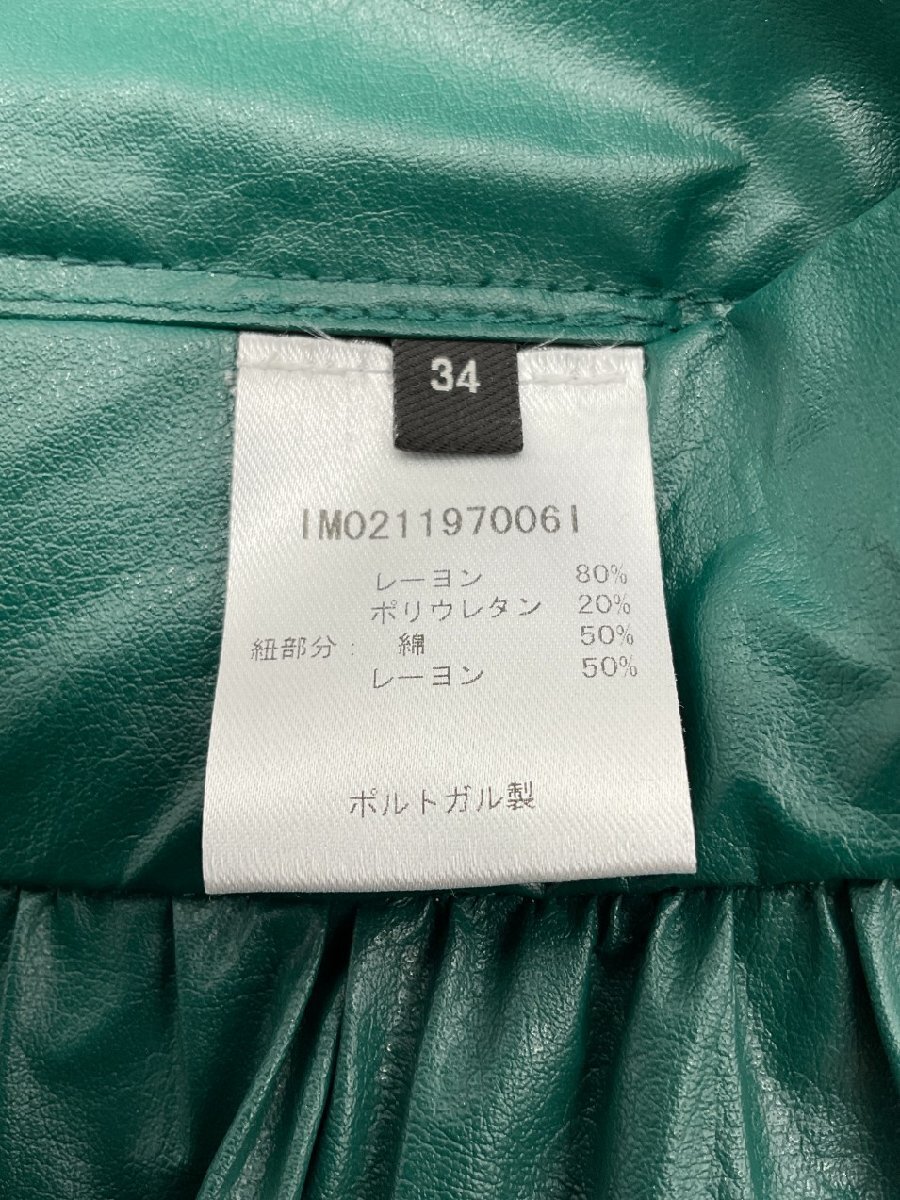 34
IM021197006I
レーヨン 80%
ポリウレタン 20%
紐部分: 綿 50%
レーヨン 50%
ポルトガル製